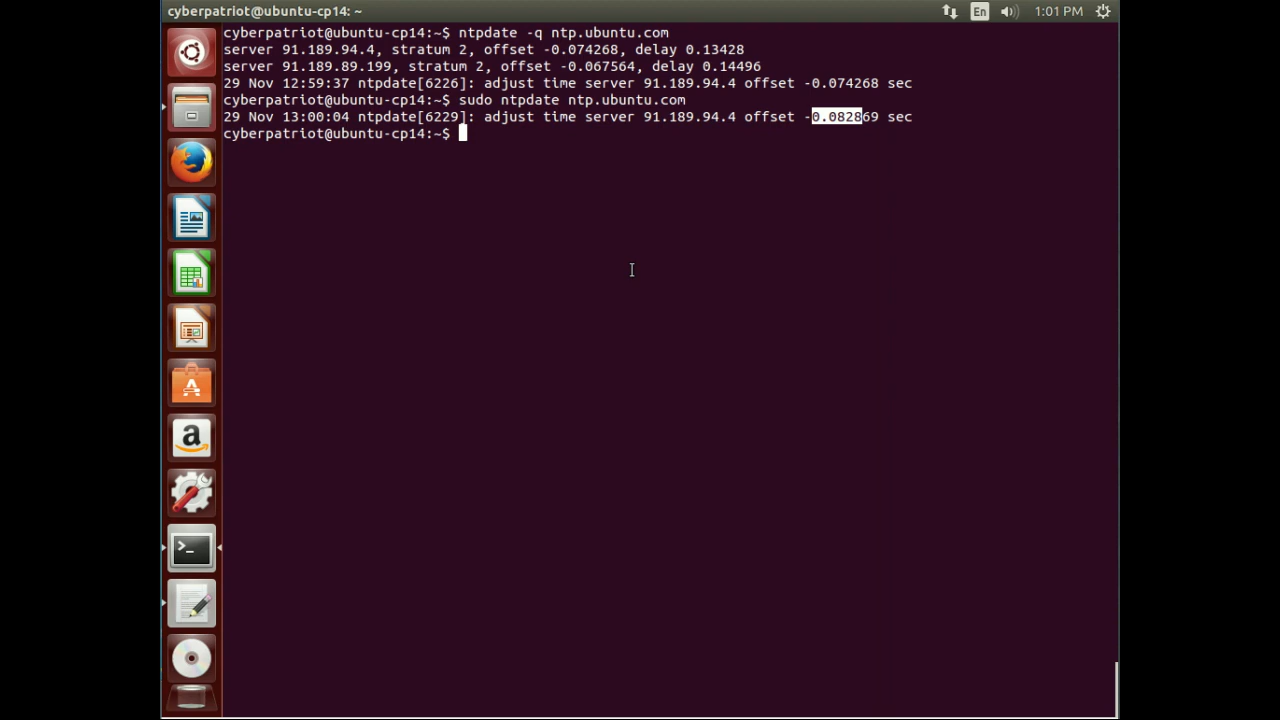 cyberpatriot@ubuntu-cp14: ~
En
1:01 PM
cyberpatriot@ubuntu-cp14:~$ ntpdate -q ntp.ubuntu.com
server 91.189.94.4, stratum 2, offset -0.074268, delay 0.13428
server 91.189.89.199, stratum 2, offset -0.067564, delay 0.14496
29 Nov 12:59:37 ntpdate[6226]: adjust time server 91.189.94.4 offset -0.074268 sec
cyberpatriot@ubuntu-cp14:~$ sudo ntpdate ntp.ubuntu.com
29 Nov 13:00:04 ntpdate[6229]: adjust time server 91.189.94.4 offset -0.082869 sec
cyberpatriot@ubuntu-cp14:~$